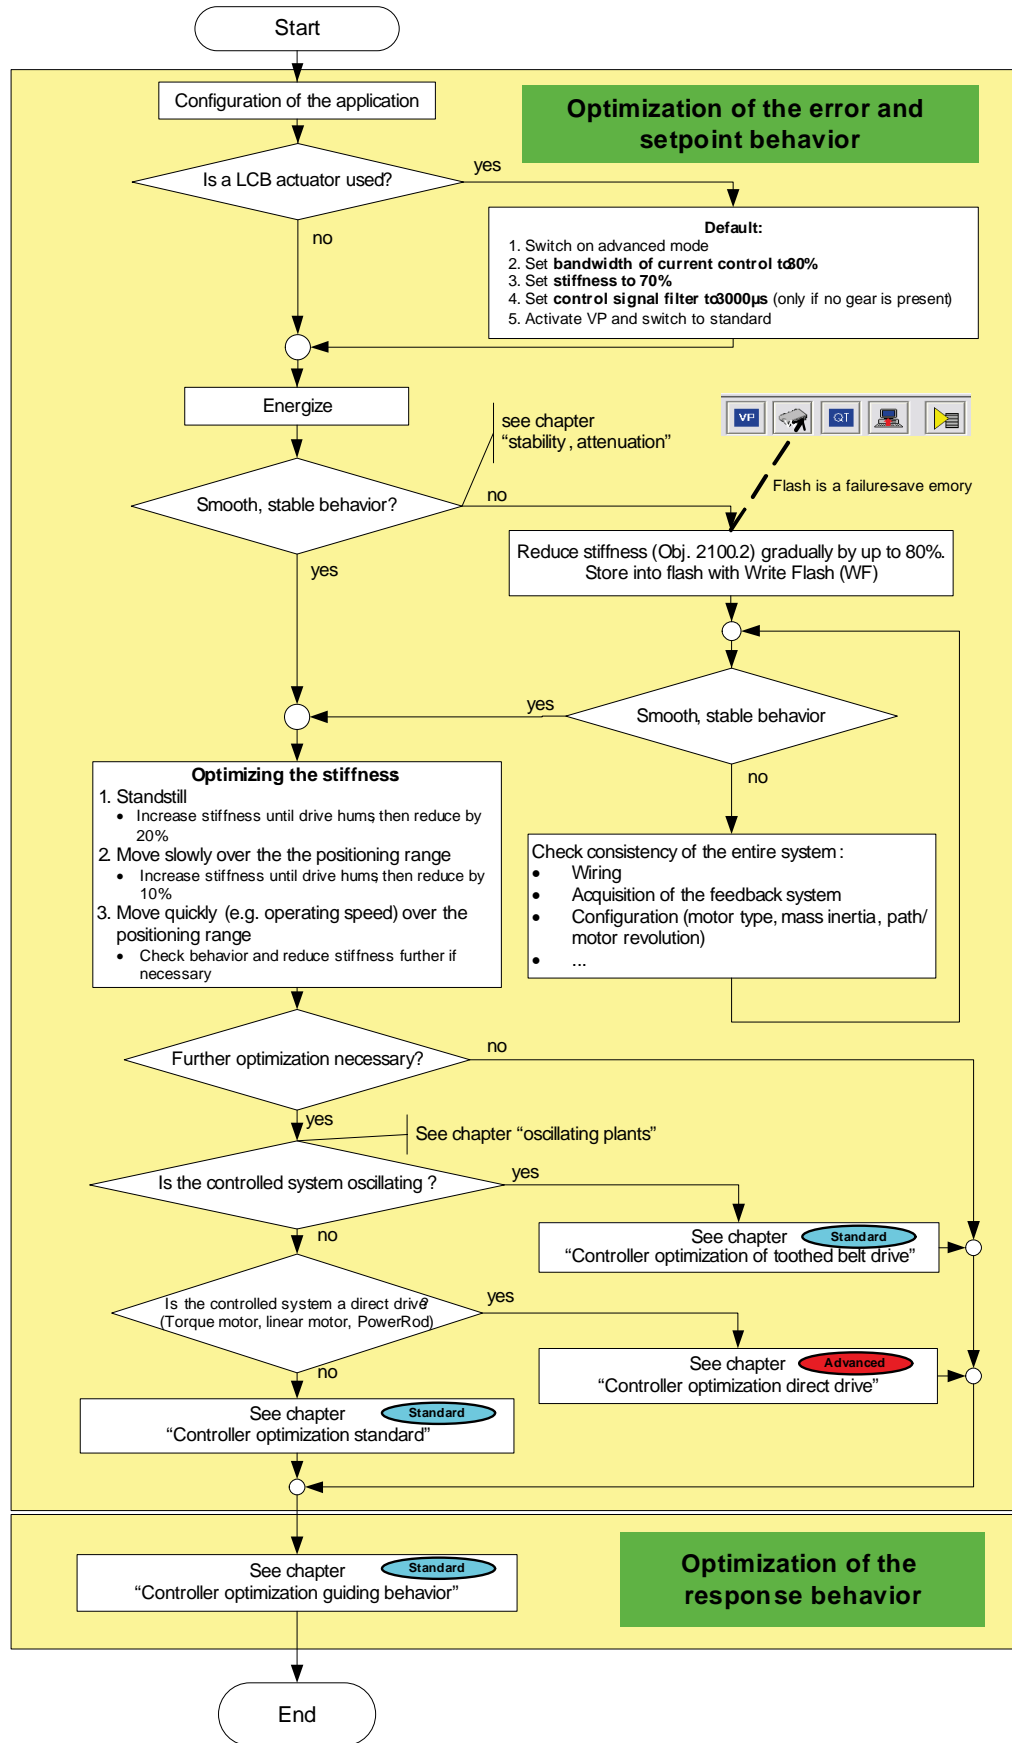 Start
Configuration of the application
Optimization of the error and
setpoint behavior
Is a LCB actuator used?
yes
no
Default:
1. Switch on advanced mode
2. Set bandwidth of current control to80%
3. Set stiffness to 70%
4. Set control signal filter to3000µs (only if no gear is present)
5. Activate VP and switch to standard
Energize
see chapter
“stability, attenuation”
VP
QT
Flash is a failure-save emory
Smooth, stable behavior?
no
yes
Reduce stiffness (Obj. 2100.2) gradually by up to 80%.
Store into flash with Write Flash (WF)
yes
Smooth, stable behavior
no
Optimizing the stiffness
1. Standstill
• Increase stiffness until drive hums, then reduce by
20%
2. Move slowly over the the positioning range
• Increase stiffness until drive hums, then reduce by
10%
3. Move quickly (e.g. operating speed) over the
positioning range
• Check behavior and reduce stiffness further if
necessary
Check consistency of the entire system :
• Wiring
• Acquisition of the feedback system
• Configuration (motor type, mass inertia, path/
motor revolution)
• ...
Further optimization necessary?
no
yes
See chapter “oscillating plants”
Is the controlled system oscillating ?
yes
no
See chapter
Standard
“Controller optimization of toothed belt drive”
Is the controlled system a direct drive?
(Torque motor, linear motor, PowerRod)
yes
no
See chapter
Advanced
“Controller optimization direct drive”
See chapter
Standard
“Controller optimization standard”
See chapter
Standard
“Controller optimization guiding behavior”
Optimization of the
response behavior
End